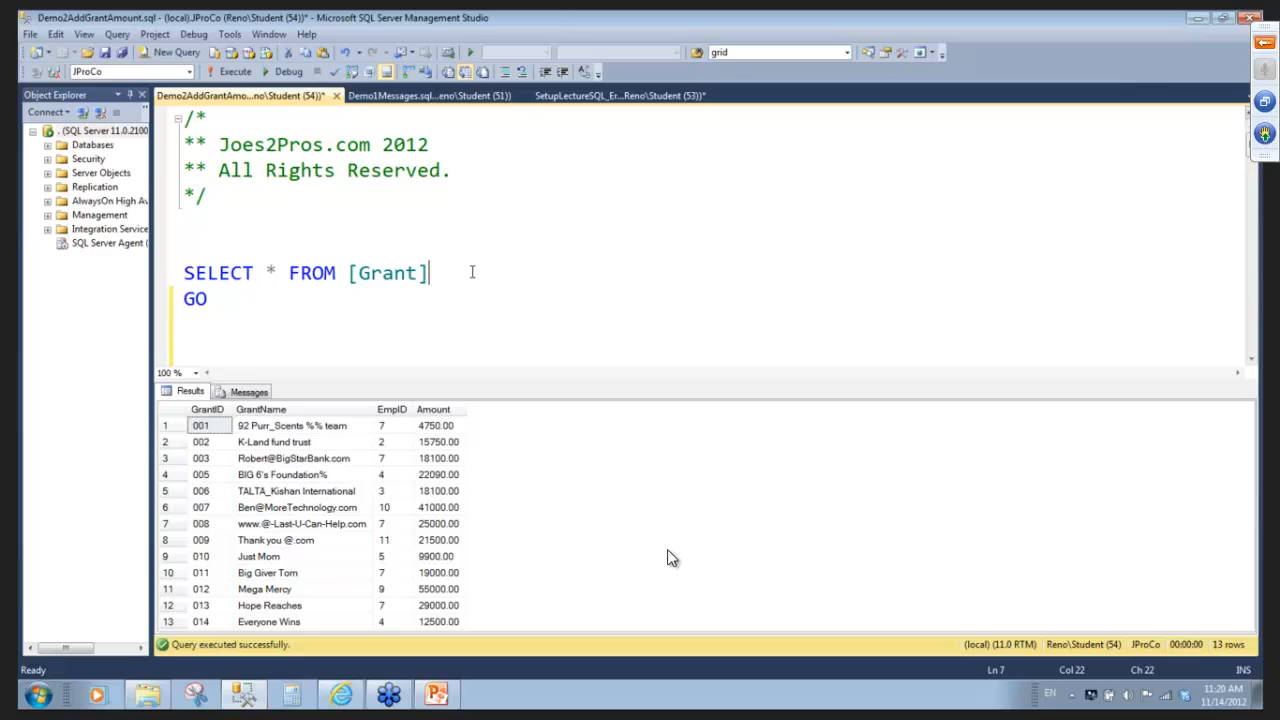 Demo2AddGrantAmount.sql - (local).JProCo (Reno\Student (54))* - Microsoft SQL Server Management Studio
File Edit View Query Project Debug Tools Window Help
New Query grid
JProCo Execute Debug
Object Explorer Demo2AddGrantAmo...no\Student (54))* Demo1Messages.sql...eno\Student (51)) SetupLectureSQL_Er...Reno\Student (53))*
Connect
. (SQL Server 11.0.2100
Databases
Security
Server Objects
Replication
AlwaysOn High Av
Management
Integration Service
SQL Server Agent (
/*
** Joes2Pros.com 2012
** All Rights Reserved.
*/
SELECT * FROM [Grant]
GO
100 %
Results Messages
GrantID GrantName EmpID Amount
1 001 92 Purr_Scents %% team 7 4750.00
2 002 K-Land fund trust 2 15750.00
3 003 Robert@BigStarBank.com 7 18100.00
4 005 BIG 6's Foundation% 4 22090.00
5 006 TALTA_Kishan International 3 18100.00
6 007 Ben@MoreTechnology.com 10 41000.00
7 008 www.@-Last-U-Can-Help.com 7 25000.00
8 009 Thank you @.com 11 21500.00
9 010 Just Mom 5 9900.00
10 011 Big Giver Tom 7 19000.00
11 012 Mega Mercy 9 55000.00
12 013 Hope Reaches 7 29000.00
13 014 Everyone Wins 4 12500.00
Query executed successfully. (local) (11.0 RTM) Reno\Student (54) JProCo 00:00:00 13 rows
Ready Ln 7 Col 22 Ch 22 INS
EN 11:20 AM
11/14/2012